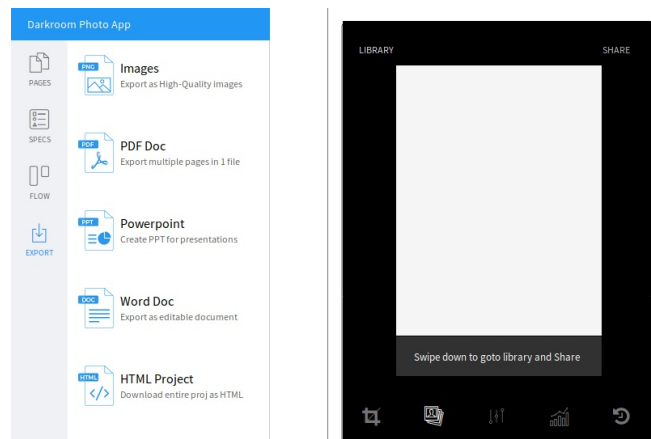 Darkroom Photo App
PAGES
SPECS
FLOW
EXPORT
PNG
Images
Export as High-Quality images
PDF
PDF Doc
Export multiple pages in 1 file
PPT
Powerpoint
Create PPT for presentations
DOC
Word Doc
Export as editable document
HTML
HTML Project
Download entire proj as HTML
LIBRARY
SHARE
Swipe down to goto library and Share